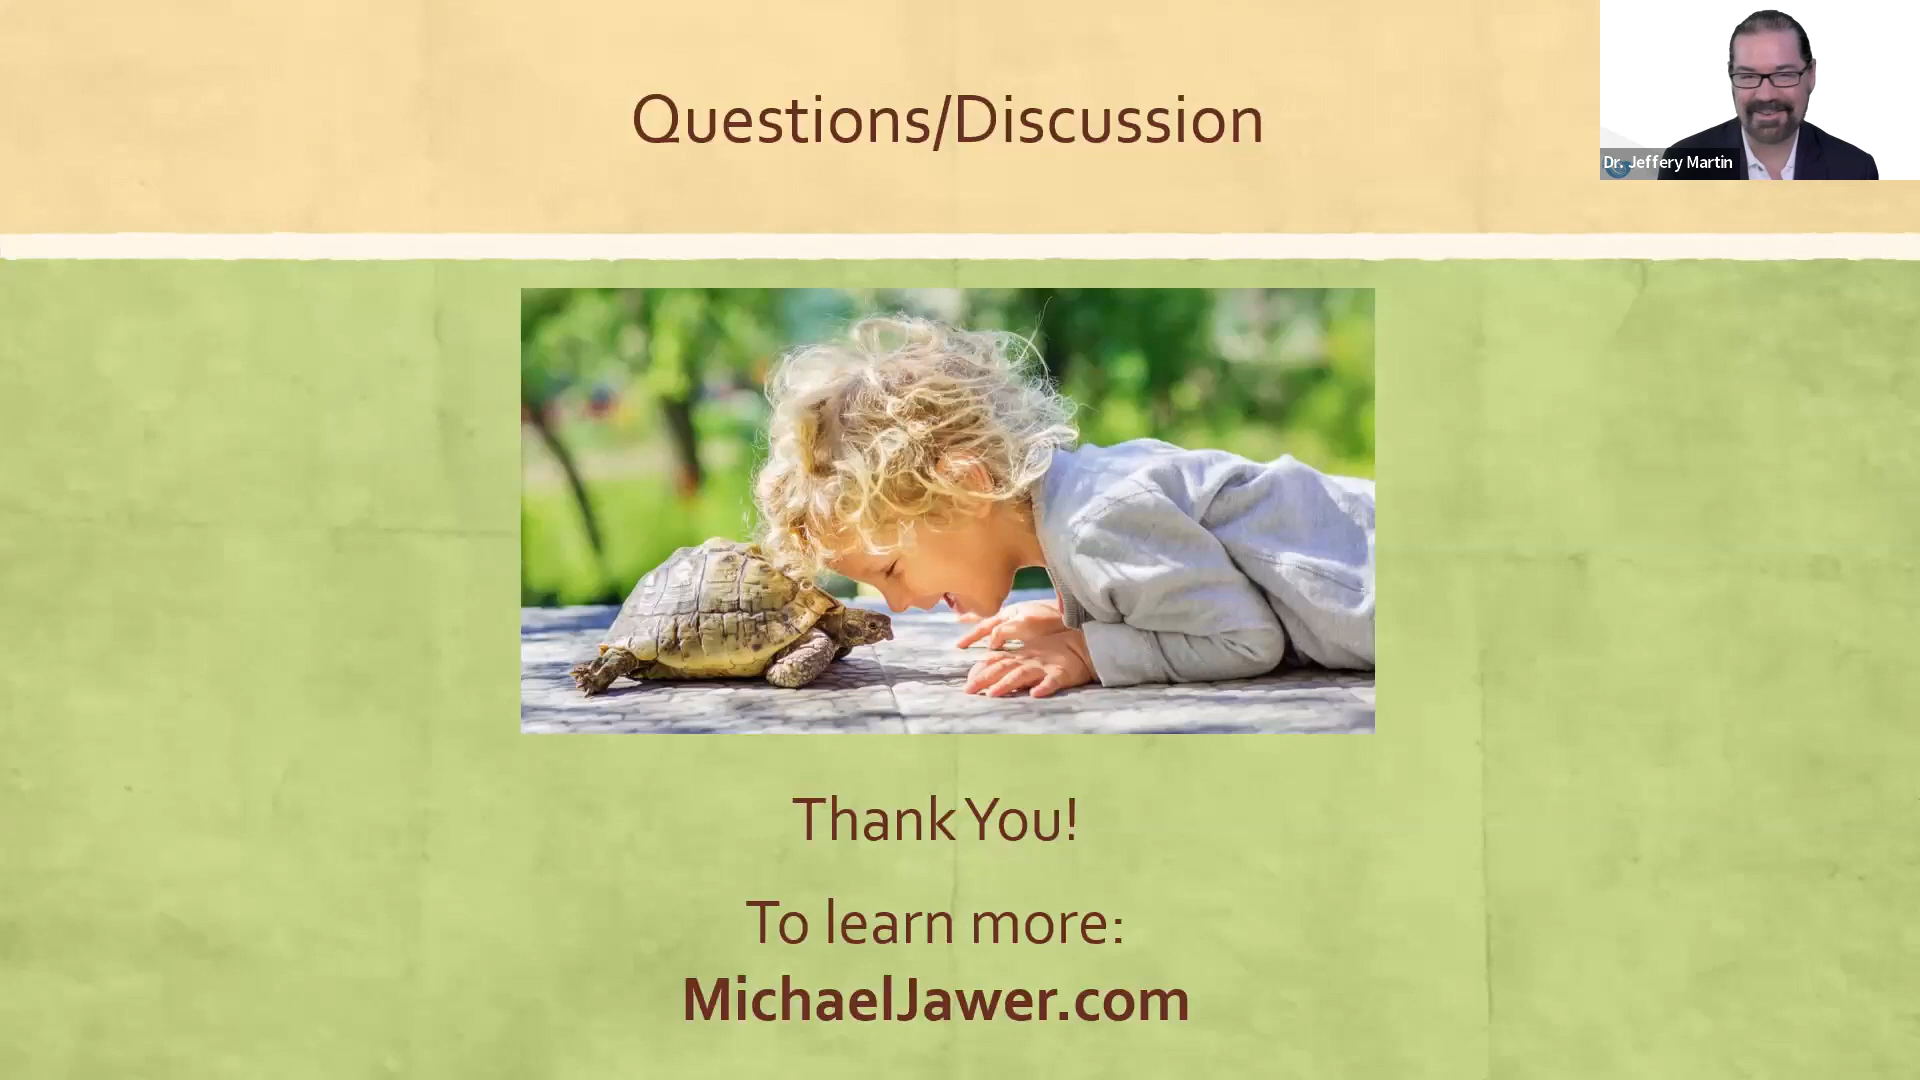 Questions/Discussion
Dr. Jeffery Martin
Thank You!
To learn more:
MichaelJawer.com